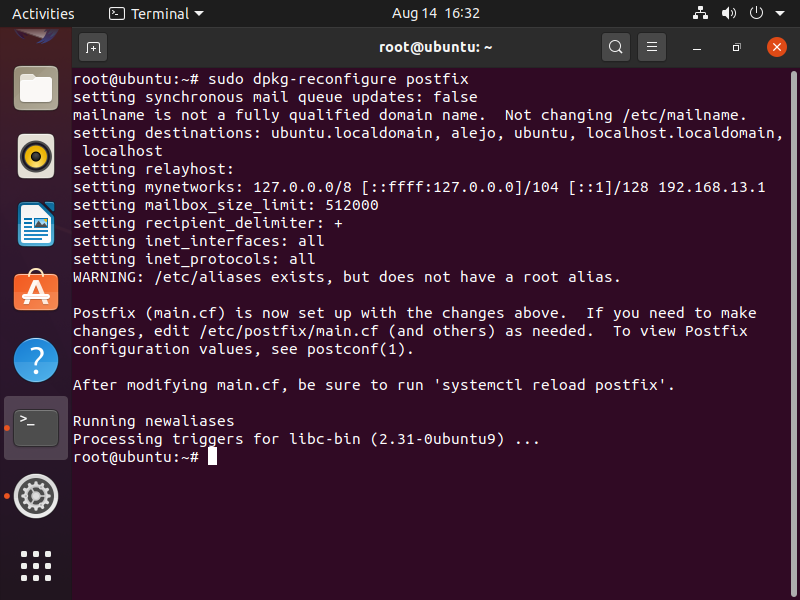 Activities Terminal Aug 14 16:32
root@ubuntu: ~
root@ubuntu:~# sudo dpkg-reconfigure postfix
setting synchronous mail queue updates: false
mailname is not a fully qualified domain name.  Not changing /etc/mailname.
setting destinations: ubuntu.localdomain, alejo, ubuntu, localhost.localdomain,
 localhost
setting relayhost:
setting mynetworks: 127.0.0.0/8 [::ffff:127.0.0.0]/104 [::1]/128 192.168.13.1
setting mailbox_size_limit: 512000
setting recipient_delimiter: +
setting inet_interfaces: all
setting inet_protocols: all
WARNING: /etc/aliases exists, but does not have a root alias.
Postfix (main.cf) is now set up with the changes above.  If you need to make
changes, edit /etc/postfix/main.cf (and others) as needed.  To view Postfix
configuration values, see postconf(1).
After modifying main.cf, be sure to run 'systemctl reload postfix'.
Running newaliases
Processing triggers for libc-bin (2.31-0ubuntu9) ...
root@ubuntu:~#